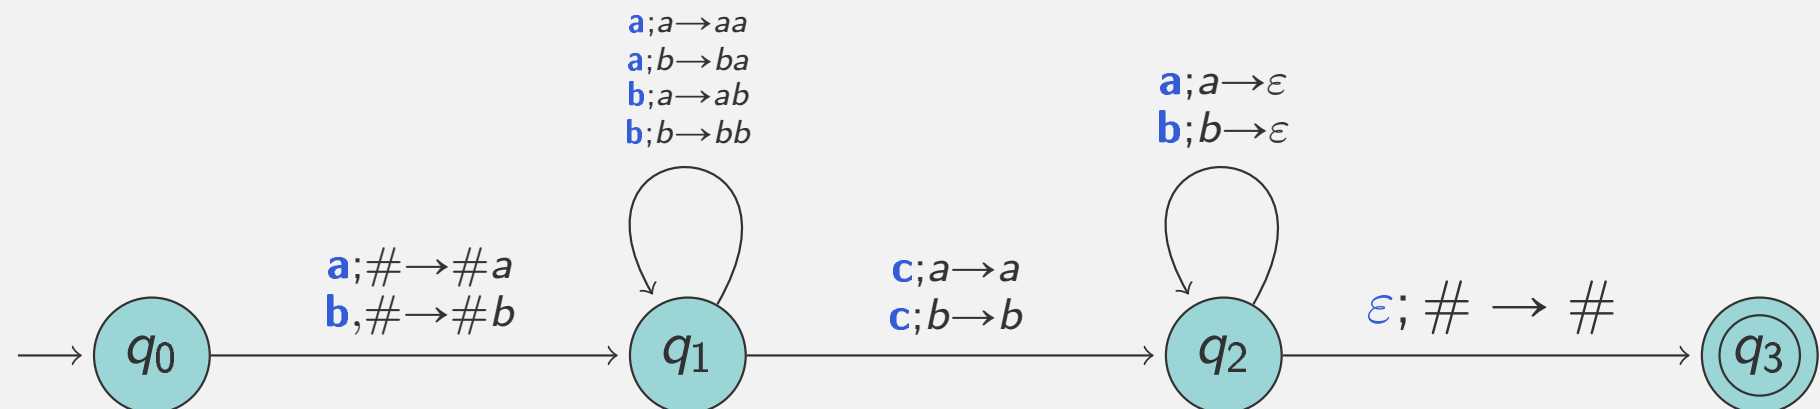 a;a→aa
a;b→ba
b;a→ab
b;b→bb
a;a→ε
b;b→ε
a;#→#a
b,#→#b
c;a→a
c;b→b
ε; # → #
q0
q1
q2
q3